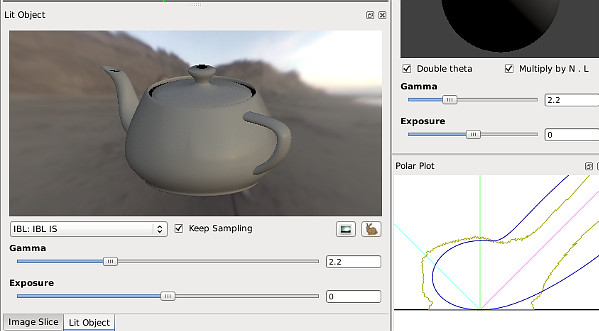 Lit Object
IBL: IBL IS
Keep Sampling
Gamma
2.2
Exposure
0
Image Slice
Lit Object
Double theta
Multiply by N . L
Gamma
2.2
Exposure
0
Polar Plot